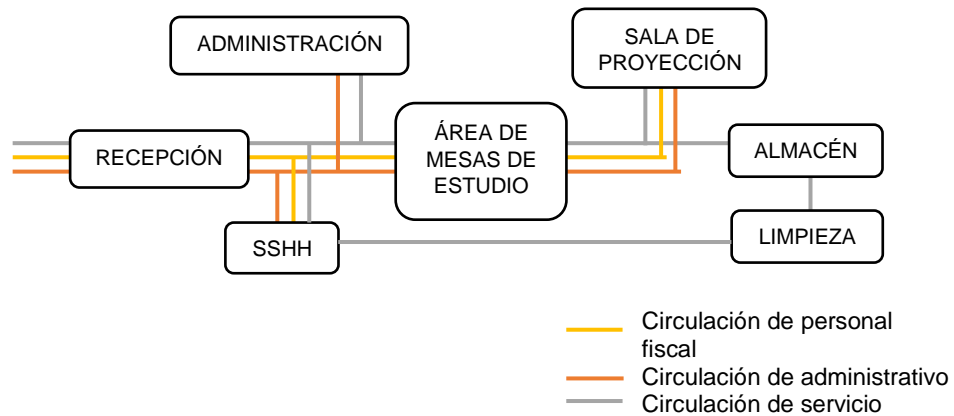 ADMINISTRACIÓN
SALA DE
PROYECCIÓN
RECEPCIÓN
ÁREA DE
MESAS DE
ESTUDIO
ALMACÉN
SSHH
LIMPIEZA
Circulación de personal
fiscal
Circulación de administrativo
Circulación de servicio